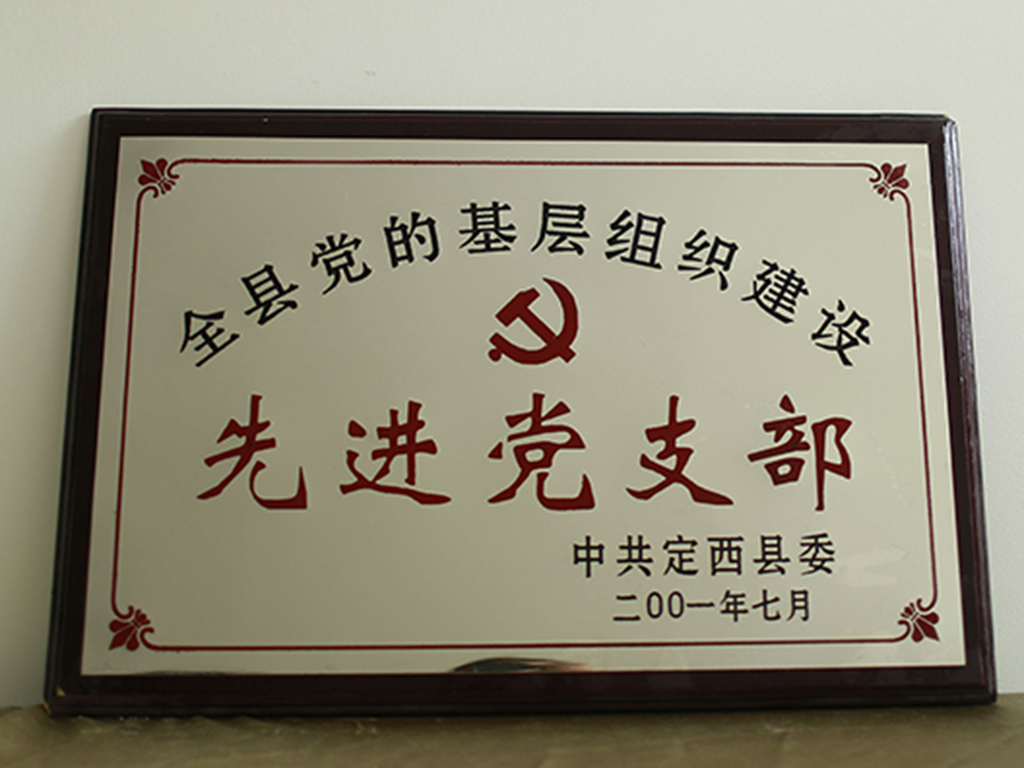 全县党的基层组织建设
先进党支部
中共定西县委
二00一年七月